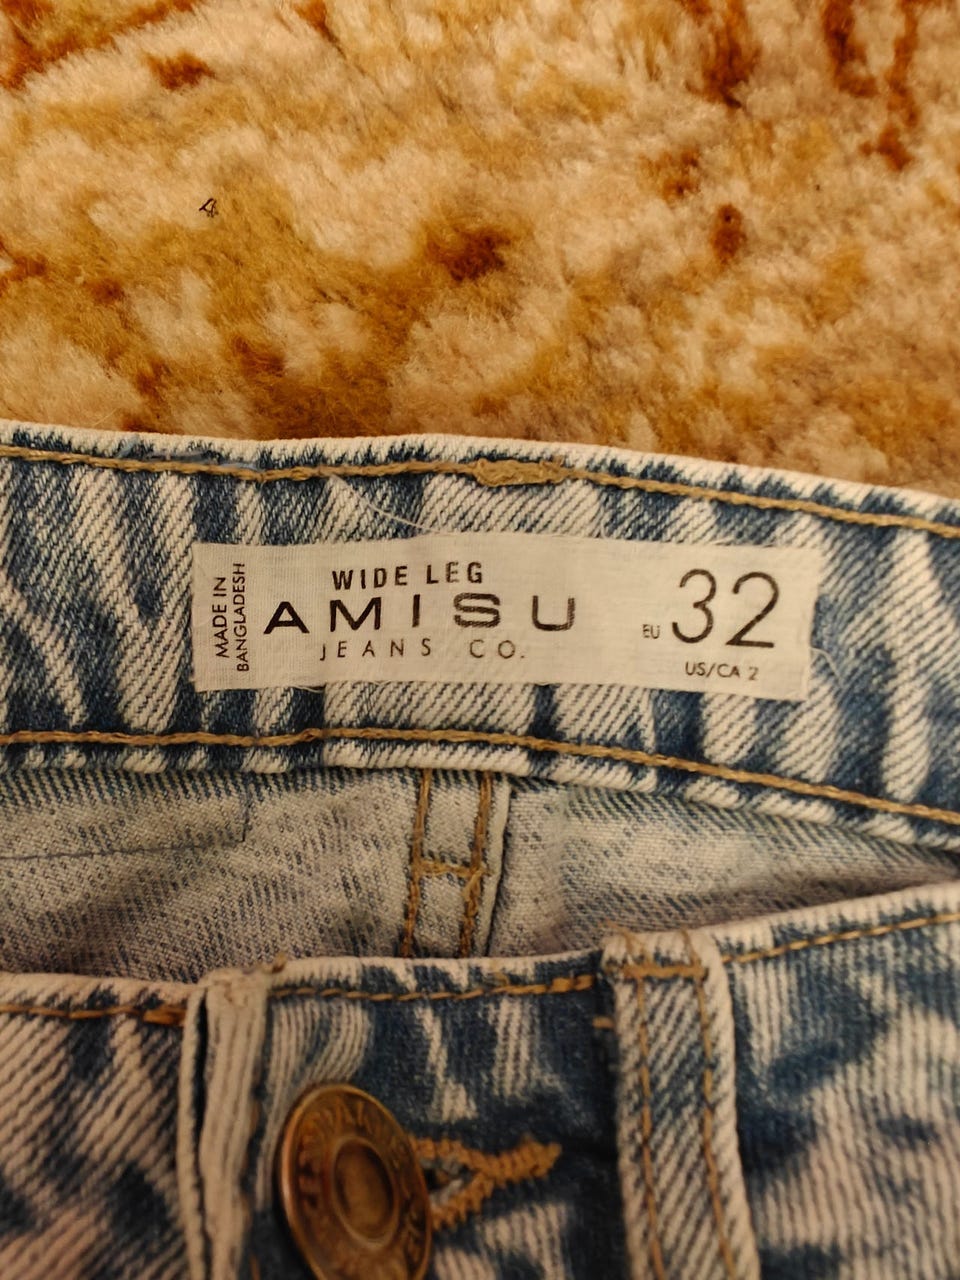 MADE IN
BANGLADESH
WIDE LEG
AMISU
JEANS CO.
EU 32
US/CA 2